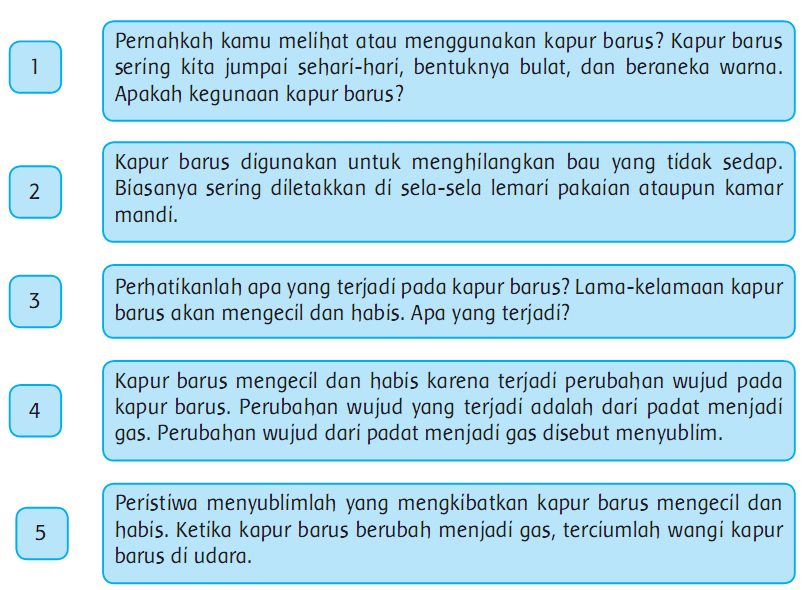 1
Pernahkah kamu melihat atau menggunakan kapur barus? Kapur barus
sering kita jumpai sehari-hari, bentuknya bulat, dan beraneka warna.
Apakah kegunaan kapur barus?
2
Kapur barus digunakan untuk menghilangkan bau yang tidak sedap.
Biasanya sering diletakkan di sela-sela lemari pakaian ataupun kamar
mandi.
3
Perhatikanlah apa yang terjadi pada kapur barus? Lama-kelamaan kapur
barus akan mengecil dan habis. Apa yang terjadi?
4
Kapur barus mengecil dan habis karena terjadi perubahan wujud pada
kapur barus. Perubahan wujud yang terjadi adalah dari padat menjadi
gas. Perubahan wujud dari padat menjadi gas disebut menyublim.
5
Peristiwa menyublimlah yang mengkibatkan kapur barus mengecil dan
habis. Ketika kapur barus berubah menjadi gas, terciumlah wangi kapur
barus di udara.